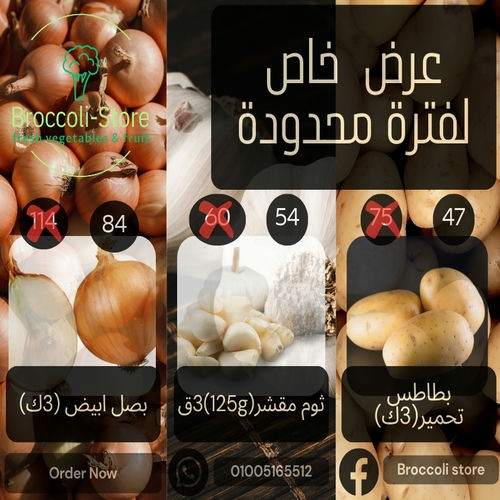 Broccoli-Store
fresh vegetables & fruit
عرض خاص
لفترة محدودة
114 84
60 54
75 47
بصل ابيض (3ك)
ثوم مقشر(125g)3ق
بطاطس
تحمير(3ك)
Order Now
01005165512
Broccoli store